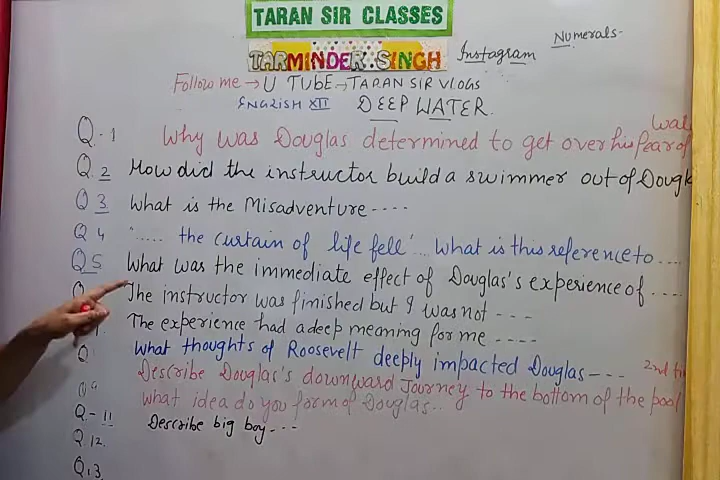 TARAN SIR CLASSES
Numerals-
TARMINDER SINGH Instagram
Follow me → U TUBE → TARAN SIR VLOGS
ENGLISH XII DEEP WATER.
Q.1 Why was Douglas determined to get over his fear of
Q.2 How did the instructor build a swimmer out of
Q 3 What is the Misadventure ----
Q 4 "..... the curtain of life fell"... What is this reference to ....
Q 5 What was the immediate effect of Douglas's experience of ....
Q The instructor was finished but I was not - - -
The experience had a deep meaning for me ----
Q What thoughts of Roosevelt deeply impacted Douglas ---
2nd
Q 9 Describe Douglas's downward Journey to the bottom of the pool
What idea do you form of Douglas..
Q.- 11 Describe big boy...
Q.12.
Q.13